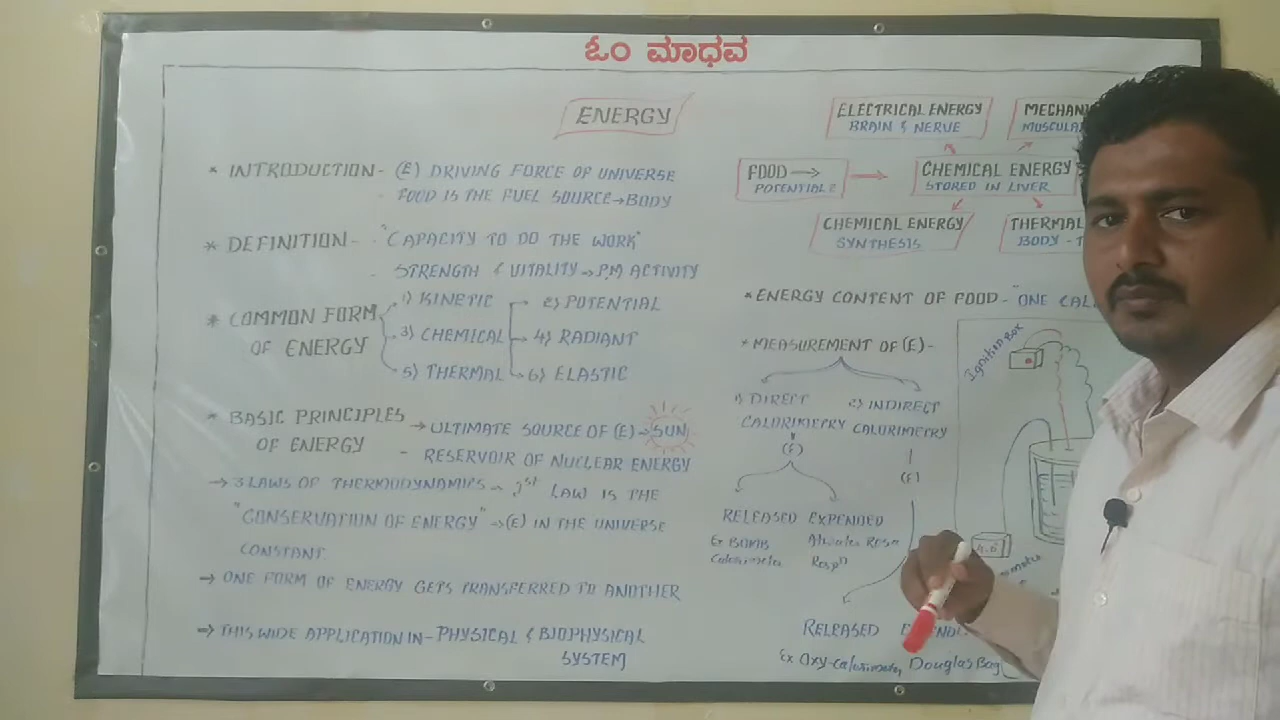 ಓಂ ಮಾಧವ
ENERGY
* INTRODUCTION - (E) DRIVING FORCE OF UNIVERSE
- FOOD IS THE FUEL SOURCE → BODY
* DEFINITION - "CAPACITY TO DO THE WORK"
- STRENGTH & VITALITY → P.M ACTIVITY
* COMMON FORM OF ENERGY
1) KINETIC
2) POTENTIAL
3) CHEMICAL
4) RADIANT
5) THERMAL
6) ELASTIC
* BASIC PRINCIPLES OF ENERGY
→ ULTIMATE SOURCE OF (E) → SUN
- RESERVOIR OF NUCLEAR ENERGY
→ 3 LAWS OF THERMODYNAMICS - 1st LAW IS THE
"CONSERVATION OF ENERGY" → (E) IN THE UNIVERSE
CONSTANT
→ ONE FORM OF ENERGY GETS TRANSFERRED TO ANOTHER
→ THIS WIDE APPLICATION IN - PHYSICAL & BIOPHYSICAL
SYSTEM
ELECTRICAL ENERGY
BRAIN & NERVE
MECHANI
MUSCULA
FOOD →
POTENTIAL E
CHEMICAL ENERGY
STORED IN LIVER
CHEMICAL ENERGY
SYNTHESIS
THERMAL
BODY - T
* ENERGY CONTENT OF FOOD - "ONE CAL
* MEASUREMENT OF (E) -
1) DIRECT
CALORIMETRY
2) INDIRECT
CALORIMETRY
(E)
(E)
RELEASED EXPENDED
Ex BOMB
Calorimeter
Respn
RELEASED
Ex Oxy-calorimeter, Douglas Bag
Ignition Box